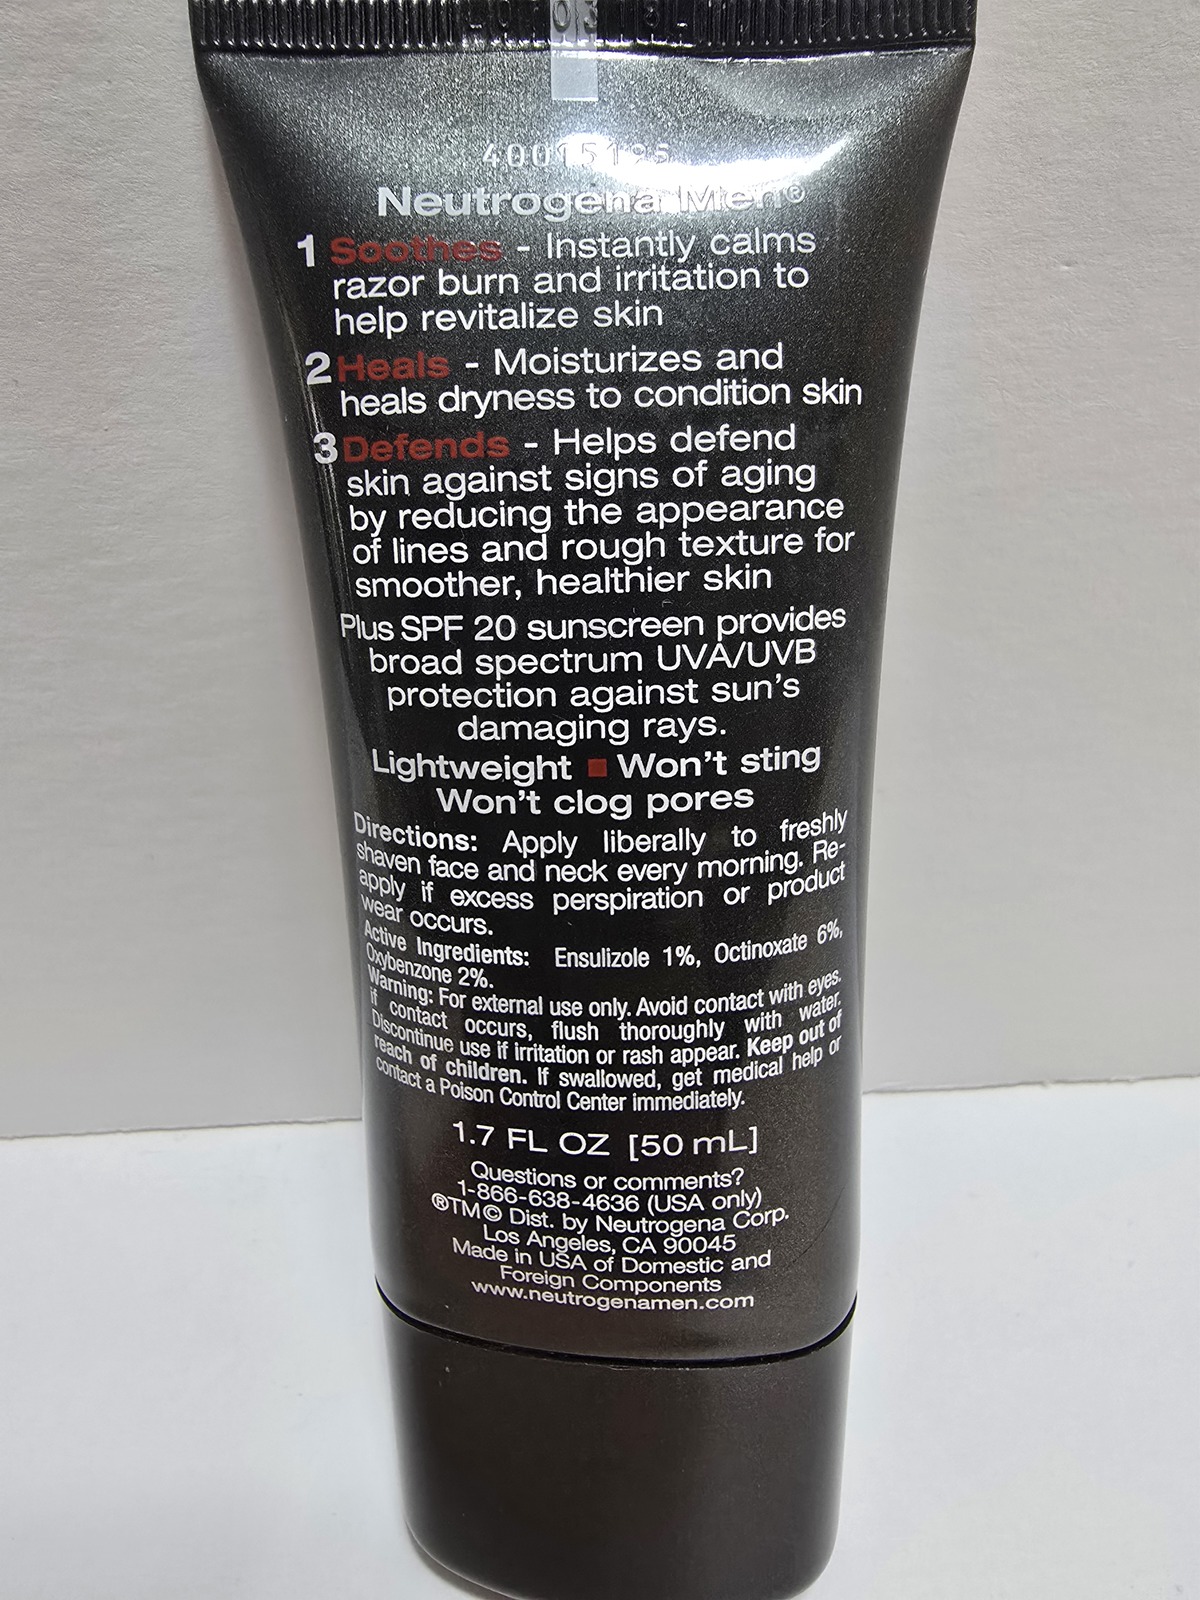 40015195
Neutrogena Men®
1 Soothes - Instantly calms
razor burn and irritation to
help revitalize skin
2 Heals - Moisturizes and
heals dryness to condition skin
3 Defends - Helps defend
skin against signs of aging
by reducing the appearance
of lines and rough texture for
smoother, healthier skin
Plus SPF 20 sunscreen provides
broad spectrum UVA/UVB
protection against sun's
damaging rays.
Lightweight ■ Won't sting
Won't clog pores
Directions: Apply liberally to freshly
shaven face and neck every morning. Re-
apply if excess perspiration or product
wear occurs.
Active Ingredients: Ensulizole 1%, Octinoxate 6%,
Oxybenzone 2%.
Warning: For external use only. Avoid contact with eyes.
if contact occurs, flush thoroughly with water.
Discontinue use if irritation or rash appear. Keep out of
reach of children. If swallowed, get medical help or
contact a Poison Control Center immediately.
1.7 FL OZ [50 mL]
Questions or comments?
1-866-638-4636 (USA only)
®TM© Dist. by Neutrogena Corp.
Los Angeles, CA 90045
Made in USA of Domestic and
Foreign Components
www.neutrogenamen.com